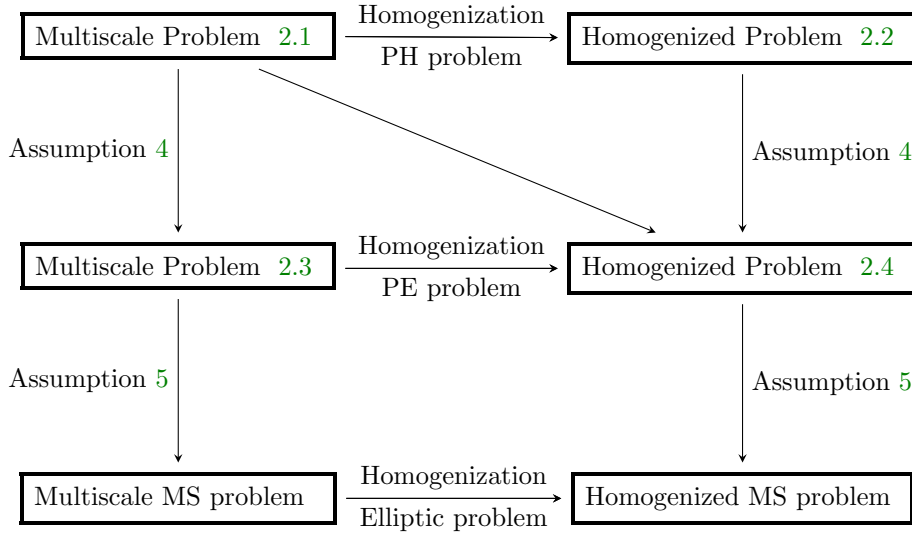 Homogenization
Multiscale Problem 2.1
Homogenized Problem 2.2
PH problem
Assumption 4
Assumption 4
Homogenization
Multiscale Problem 2.3
Homogenized Problem 2.4
PE problem
Assumption 5
Assumption 5
Homogenization
Multiscale MS problem
Homogenized MS problem
Elliptic problem